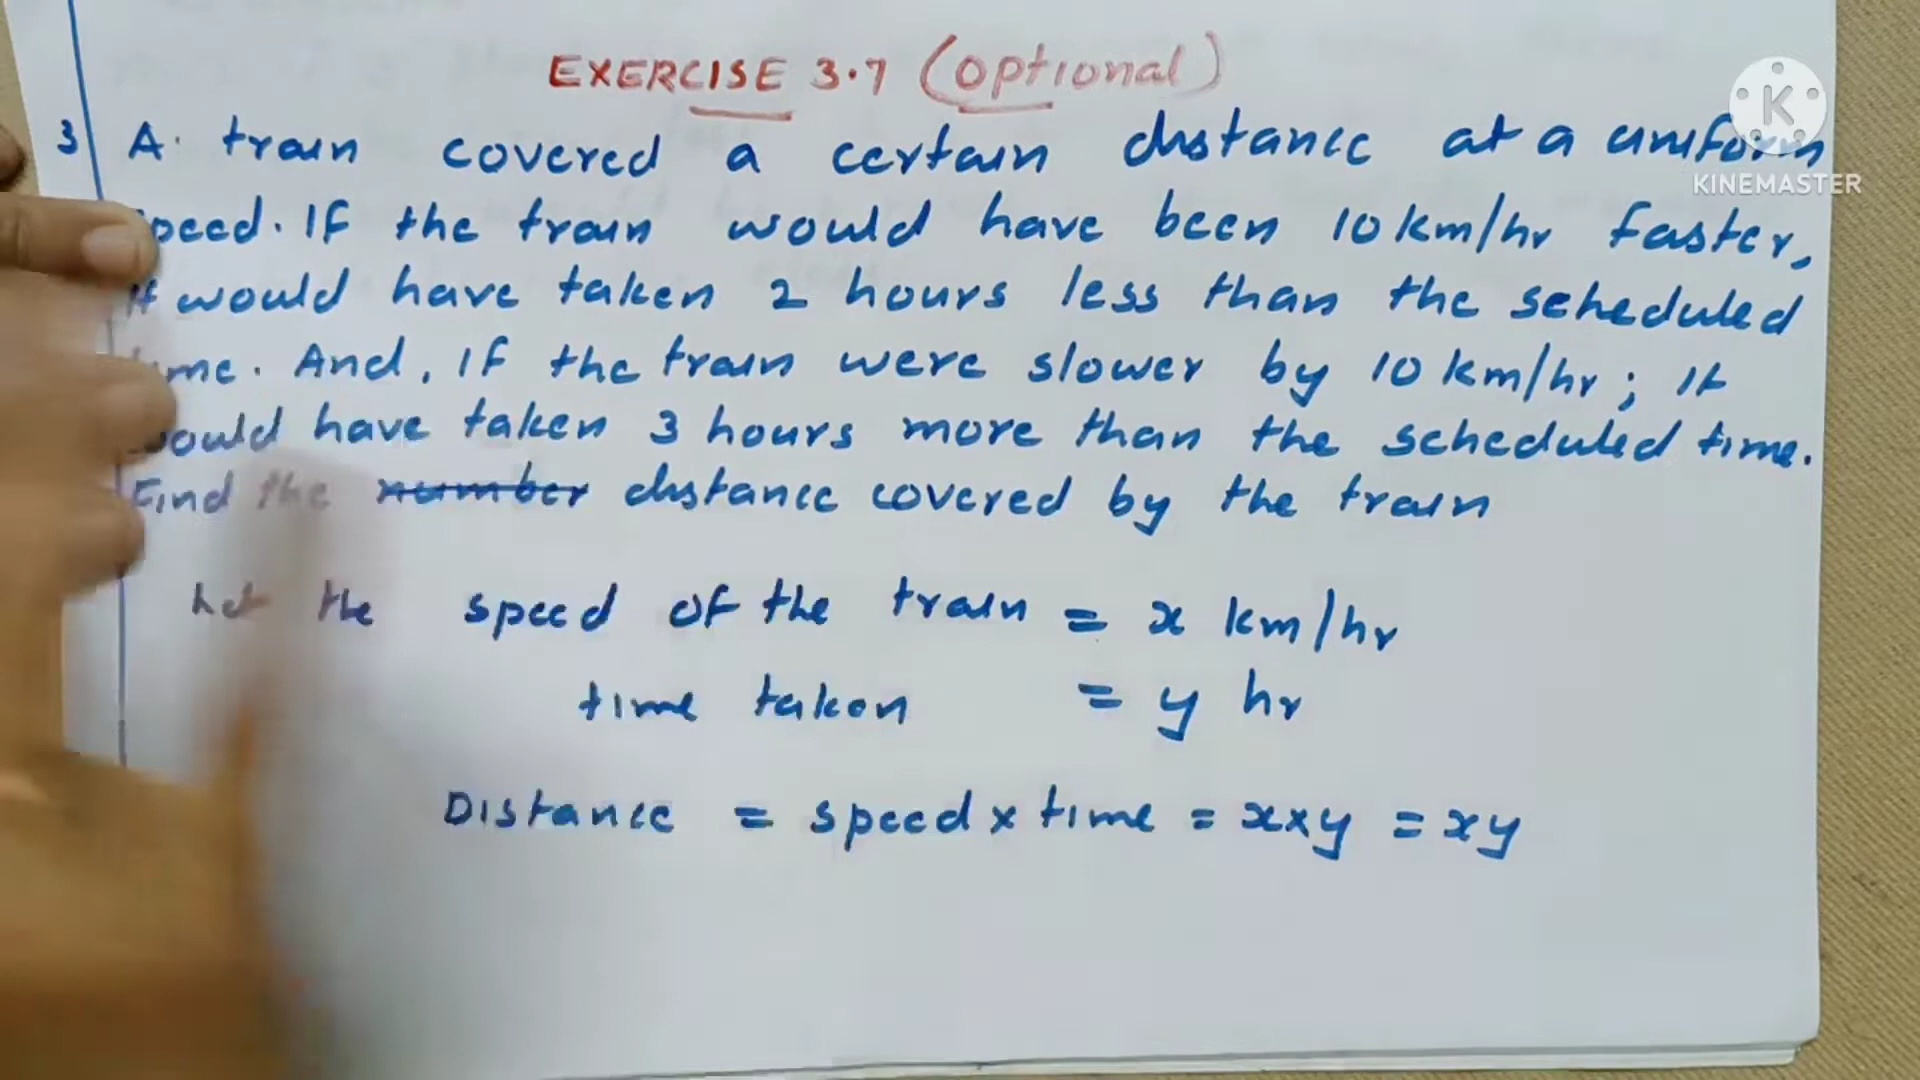 EXERCISE 3.7 (optional)
3 A train covered a certain distance at a uniform
speed. If the train would have been 10 km/hr faster,
it would have taken 2 hours less than the scheduled
time. And, if the train were slower by 10 km/hr; it
would have taken 3 hours more than the scheduled time.
Find the number distance covered by the train
Let the speed of the train = x km/hr
time taken = y hr
Distance = speed × time = x×y = xy
K
KINEMASTER